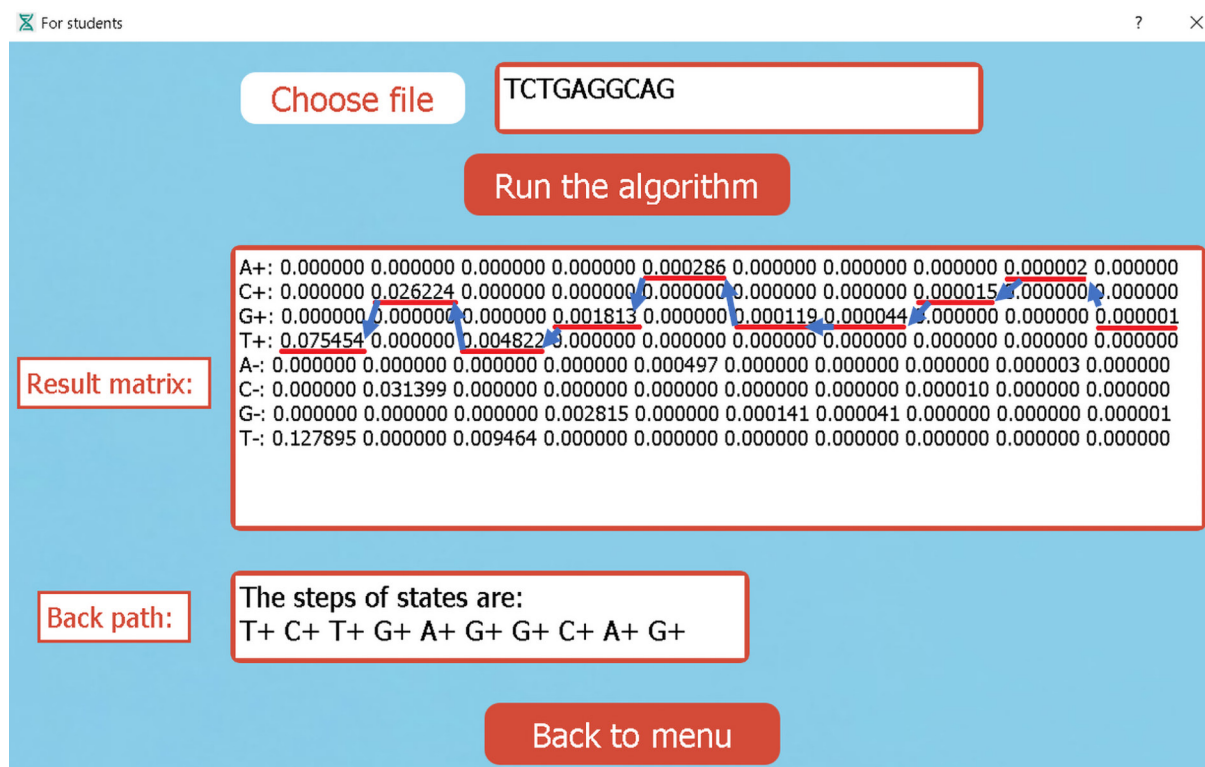 For students
?
Choose file
TCTGAGGCAG
Run the algorithm
A+: 0.000000 0.000000 0.000000 0.000000 0.000286 0.000000 0.000000 0.000000 0.000002 0.000000
C+: 0.000000 0.026224 0.000000 0.000000 0.000000 0.000000 0.000000 0.000015 0.000000 0.000000
G+: 0.000000 0.000000 0.000000 0.001813 0.000000 0.000119 0.000044 0.000000 0.000000 0.000001
T+: 0.075454 0.000000 0.004822 0.000000 0.000000 0.000000 0.000000 0.000000 0.000000 0.000000
A-: 0.000000 0.000000 0.000000 0.000000 0.000497 0.000000 0.000000 0.000000 0.000003 0.000000
Result matrix:
C-: 0.000000 0.031399 0.000000 0.000000 0.000000 0.000000 0.000000 0.000010 0.000000 0.000000
G-: 0.000000 0.000000 0.000000 0.002815 0.000000 0.000141 0.000041 0.000000 0.000000 0.000001
T-: 0.127895 0.000000 0.009464 0.000000 0.000000 0.000000 0.000000 0.000000 0.000000 0.000000
Back path:
The steps of states are:
T+ C+ T+ G+ A+ G+ G+ C+ A+ G+
Back to menu